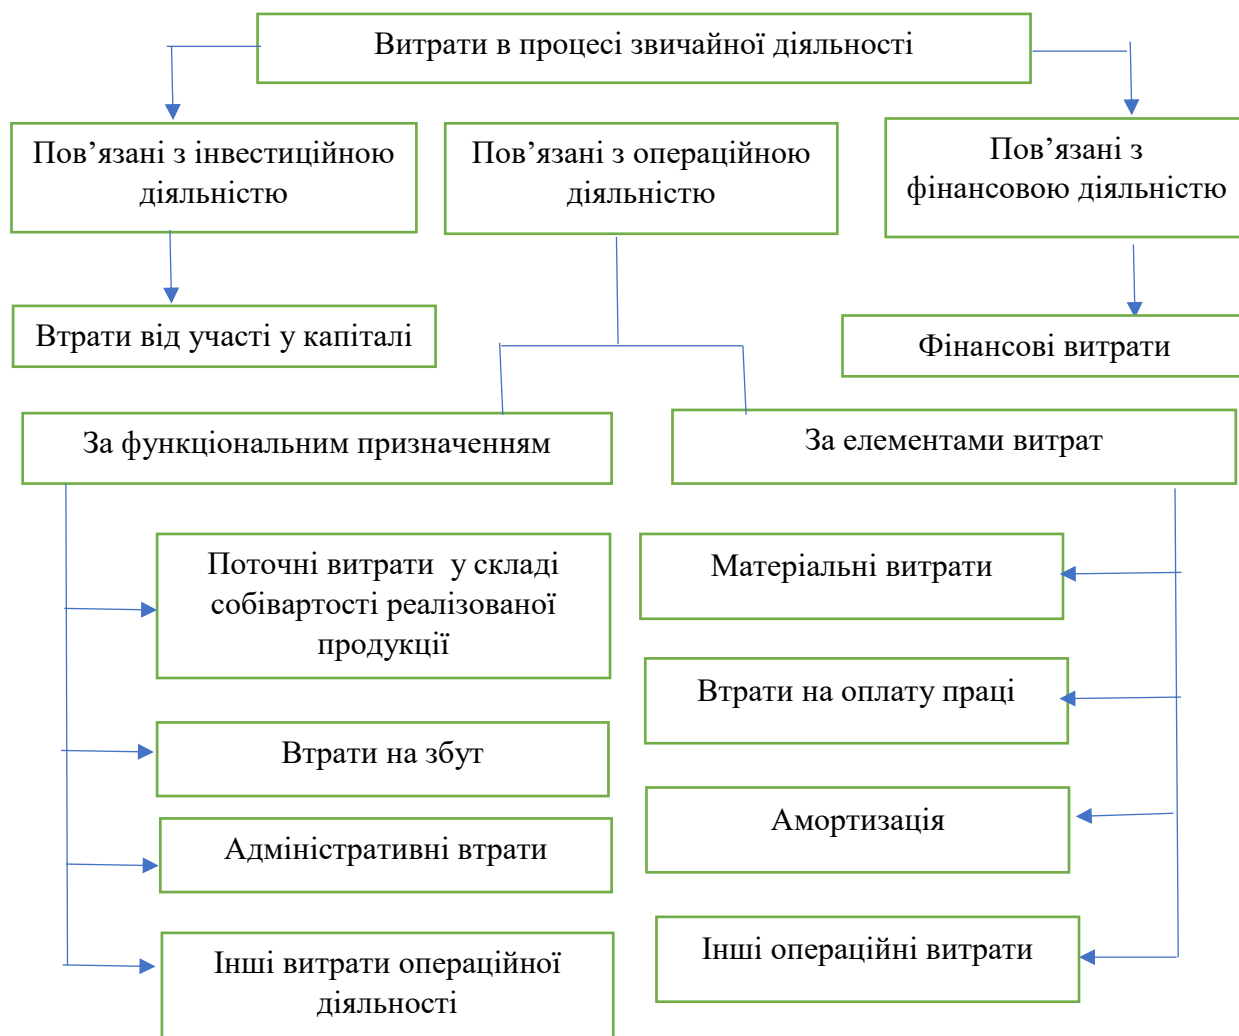 Витрати в процесі звичайної діяльності
Пов’язані з інвестиційною
діяльністю
Пов’язані з операційною
діяльністю
Пов’язані з
фінансовою діяльністю
Втрати від участі у капіталі
Фінансові витрати
За функціональним призначенням
За елементами витрат
Поточні витрати у складі
собівартості реалізованої
продукції
Втрати на збут
Адміністративні втрати
Інші витрати операційної
діяльності
Матеріальні витрати
Втрати на оплату праці
Амортизація
Інші операційні витрати